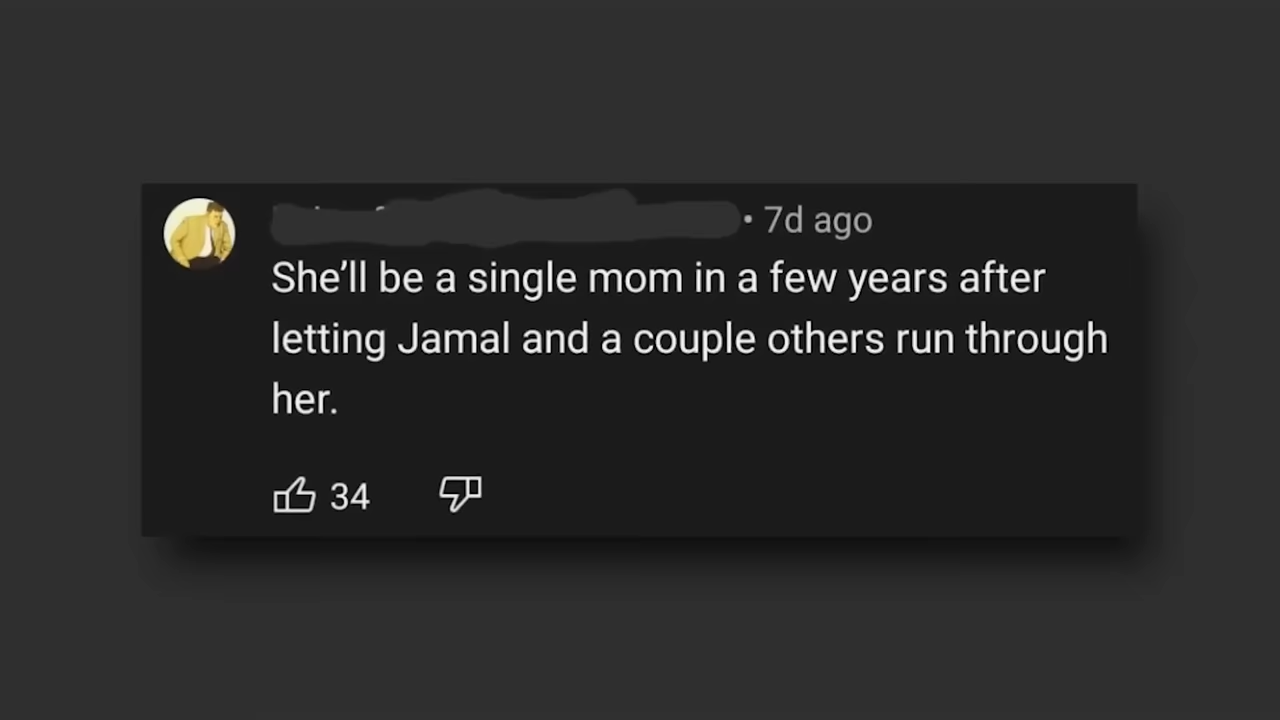 • 7d ago
She’ll be a single mom in a few years after
letting Jamal and a couple others run through
her.
34